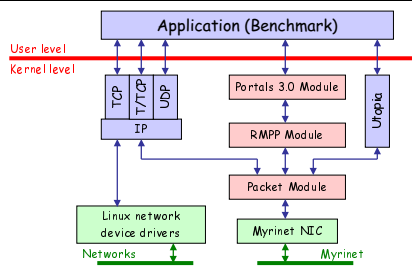 Application (Benchmark)
User level
Kernel level
TCP
T/TCP
UDP
IP
Portals 3.0 Module
RMPP Module
Utopia
Packet Module
Linux network
device drivers
Myrinet NIC
Networks
Myrinet